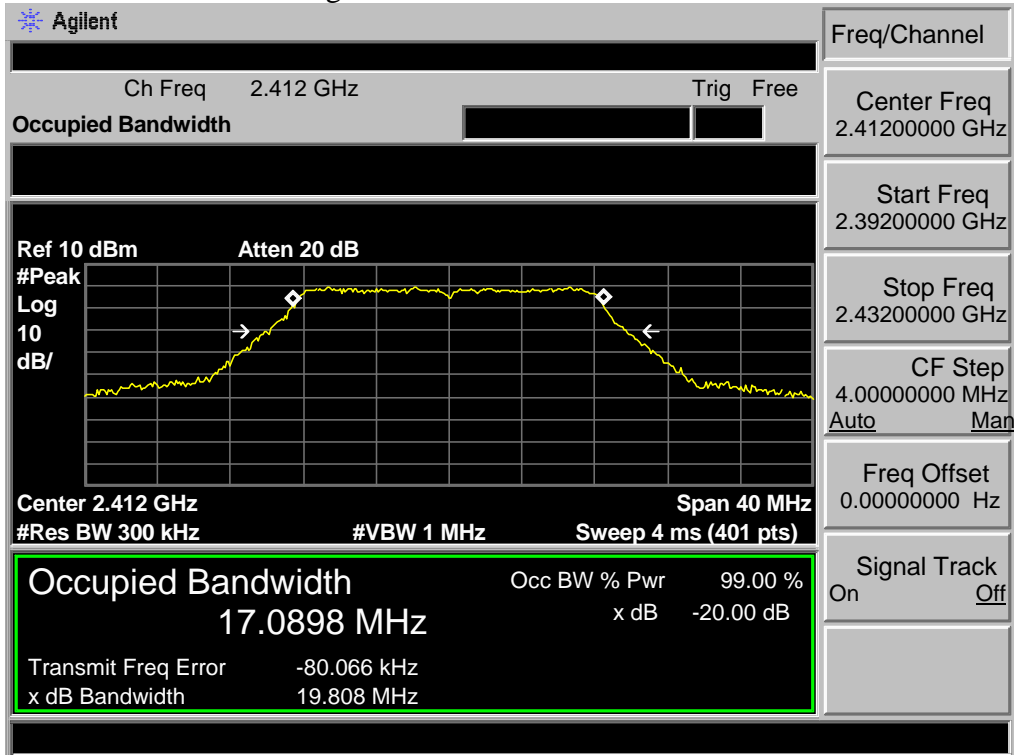 Agilent
Freq/Channel
Ch Freq 2.412 GHz Trig Free
Occupied Bandwidth
Center Freq
2.41200000 GHz
Start Freq
2.39200000 GHz
Stop Freq
2.43200000 GHz
CF Step
4.00000000 MHz
Auto Man
Freq Offset
0.00000000 Hz
Signal Track
On Off
Ref 10 dBm Atten 20 dB
#Peak
Log
10
dB/
Center 2.412 GHz Span 40 MHz
#Res BW 300 kHz #VBW 1 MHz Sweep 4 ms (401 pts)
Occupied Bandwidth Occ BW % Pwr 99.00 %
17.0898 MHz x dB -20.00 dB
Transmit Freq Error -80.066 kHz
x dB Bandwidth 19.808 MHz